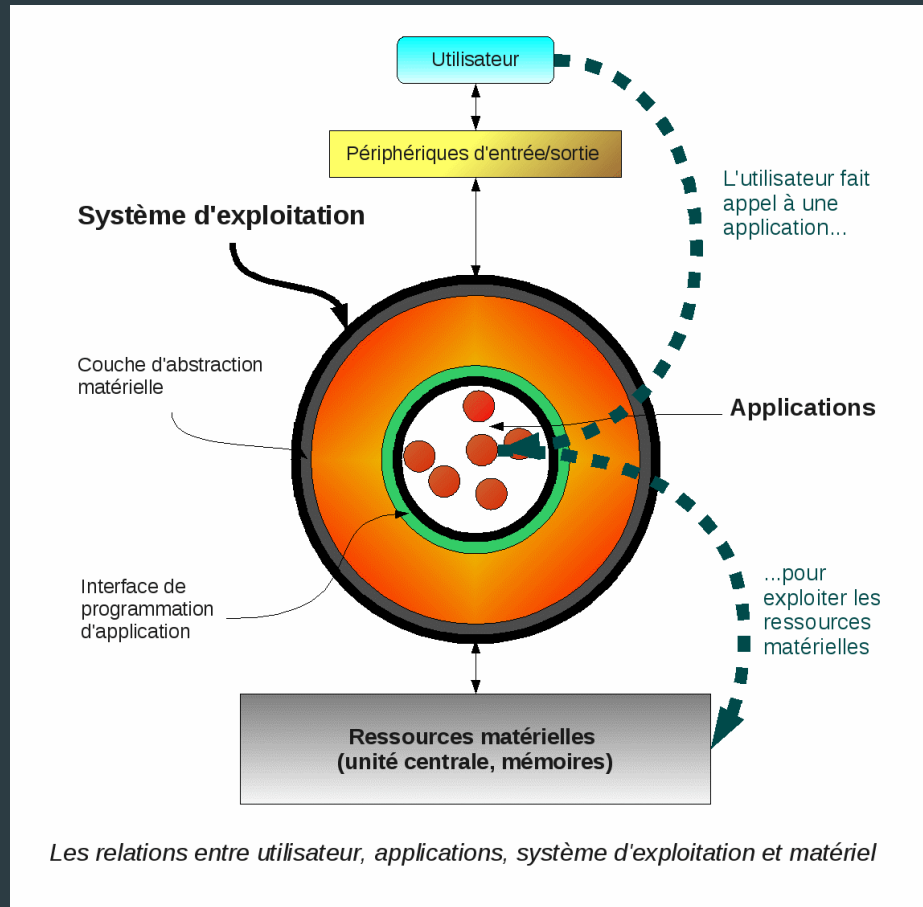 Utilisateur
Périphériques d'entrée/sortie
L'utilisateur fait
appel à une
application...
Système d'exploitation
Couche d'abstraction
matérielle
Applications
Interface de
programmation
d'application
...pour
exploiter les
ressources
matérielles
Ressources matérielles
(unité centrale, mémoires)
Les relations entre utilisateur, applications, système d'exploitation et matériel